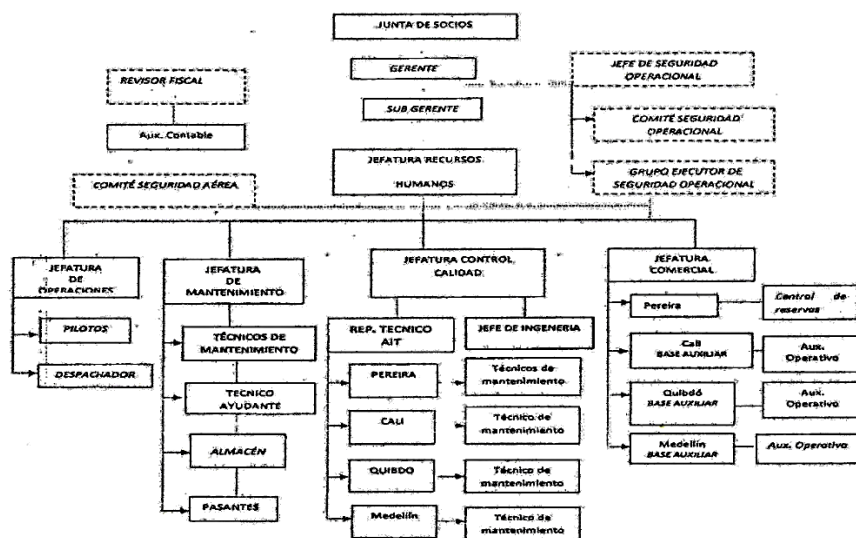 JUNTA DE SOCIOS
GERENTE
SUB GERENTE
REVISOR FISCAL
Aux. Contable
JEFE DE SEGURIDAD
OPERACIONAL
COMITÉ SEGURIDAD
OPERACIONAL
GRUPO EJECUTOR DE
SEGURIDAD OPERACIONAL
JEFATURA RECURSOS
HUMANOS
COMITÉ SEGURIDAD AÉREA
JEFATURA
DE
OPERACIONES
PILOTOS
DESPACHADOR
JEFATURA
DE
MANTENIMIENTO
TÉCNICOS DE
MANTENIMIENTO
TECNICO
AYUDANTE
ALMACÉN
PASANTES
JEFATURA CONTROL
CALIDAD
REP. TECNICO
AIT
JEFE DE INGENERIA
PEREIRA
Técnicos de
mantenimiento
CALI
Técnico de
mantenimiento
QUIBDO
Técnico de
mantenimiento
Medellín
Técnico de
mantenimiento
JEFATURA
COMERCIAL
Pereira
Control de
reservas
Cali
BASE AUXILIAR
Aux.
Operativo
Quibdó
BASE AUXILIAR
Aux.
Operativo
Medellín
BASE AUXILIAR
Aux. Operativo